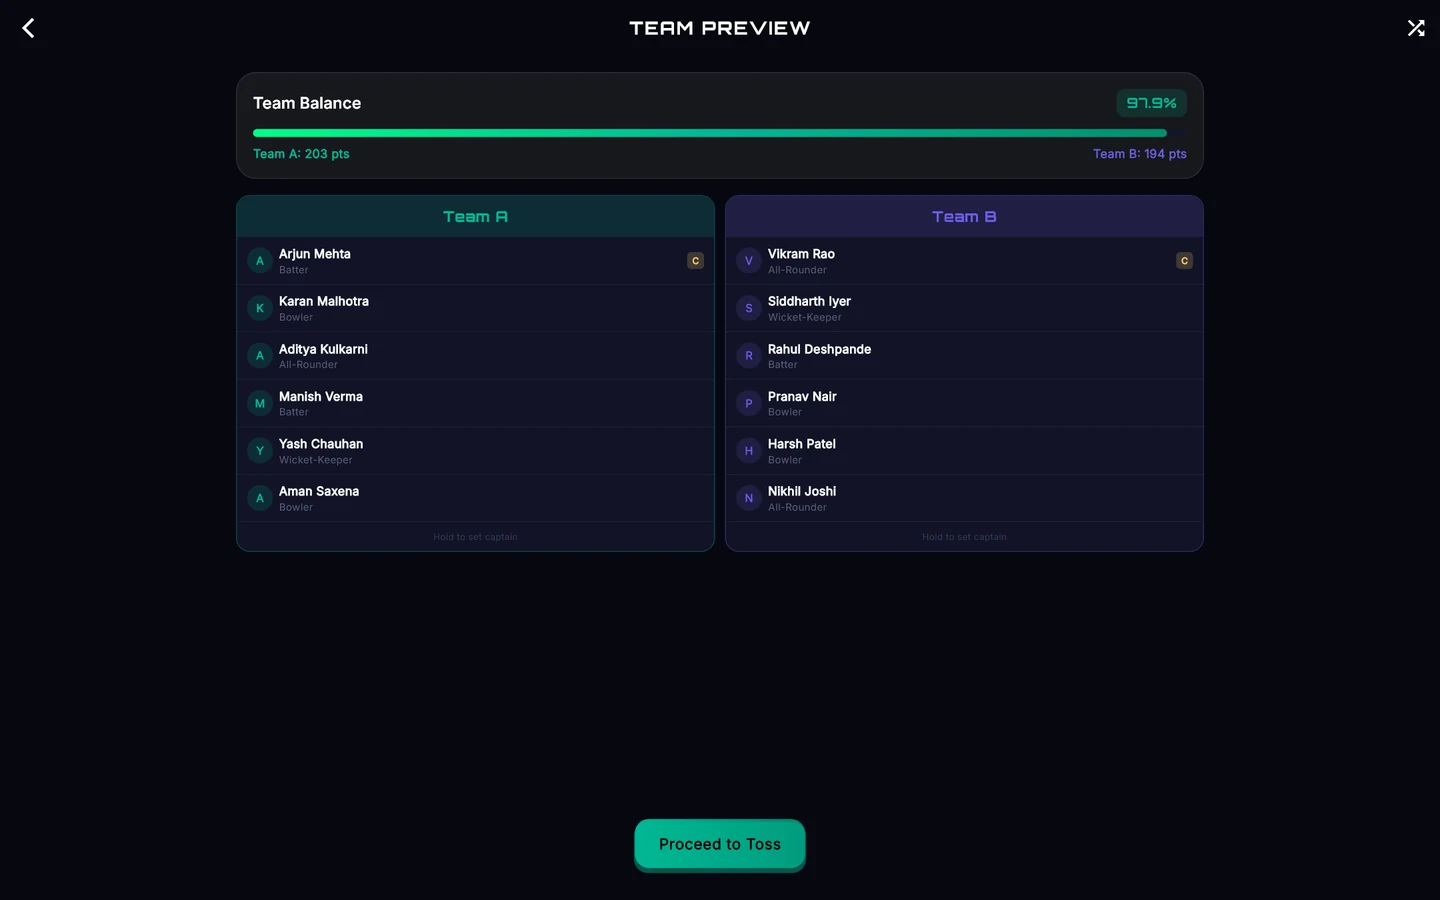 TEAM PREVIEW
Team Balance
97.9%
Team A: 203 pts
Team B: 194 pts
Team A
A
Arjun Mehta
Batter
C
K
Karan Malhotra
Bowler
A
Aditya Kulkarni
All-Rounder
M
Manish Verma
Batter
Y
Yash Chauhan
Wicket-Keeper
A
Aman Saxena
Bowler
Hold to set captain
Team B
V
Vikram Rao
All-Rounder
C
S
Siddharth Iyer
Wicket-Keeper
R
Rahul Deshpande
Batter
P
Pranav Nair
Bowler
H
Harsh Patel
Bowler
N
Nikhil Joshi
All-Rounder
Hold to set captain
Proceed to Toss